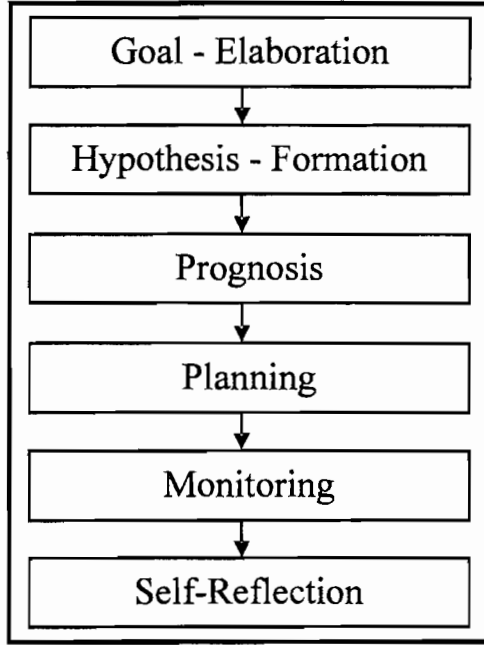 Goal - Elaboration
Hypothesis - Formation
Prognosis
Planning
Monitoring
Self-Reflection